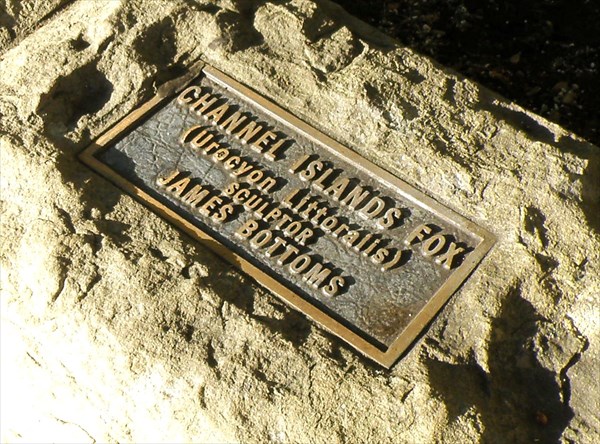 CHANNEL ISLANDS FOX
(Urocyon Littoralis)
SCULPTOR
JAMES BOTTOMS